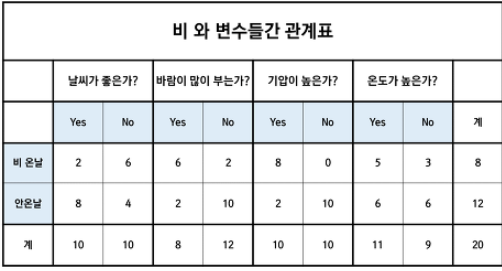 비 와 변수들간 관계표
날씨가 좋은가? 바람이 많이 부는가? 기압이 높은가? 온도가 높은가?
Yes No Yes No Yes No Yes No 계
비 온날 2 6 6 2 8 0 5 3 8
안온날 8 4 2 10 2 10 6 6 12
계 10 10 8 12 10 10 11 9 20